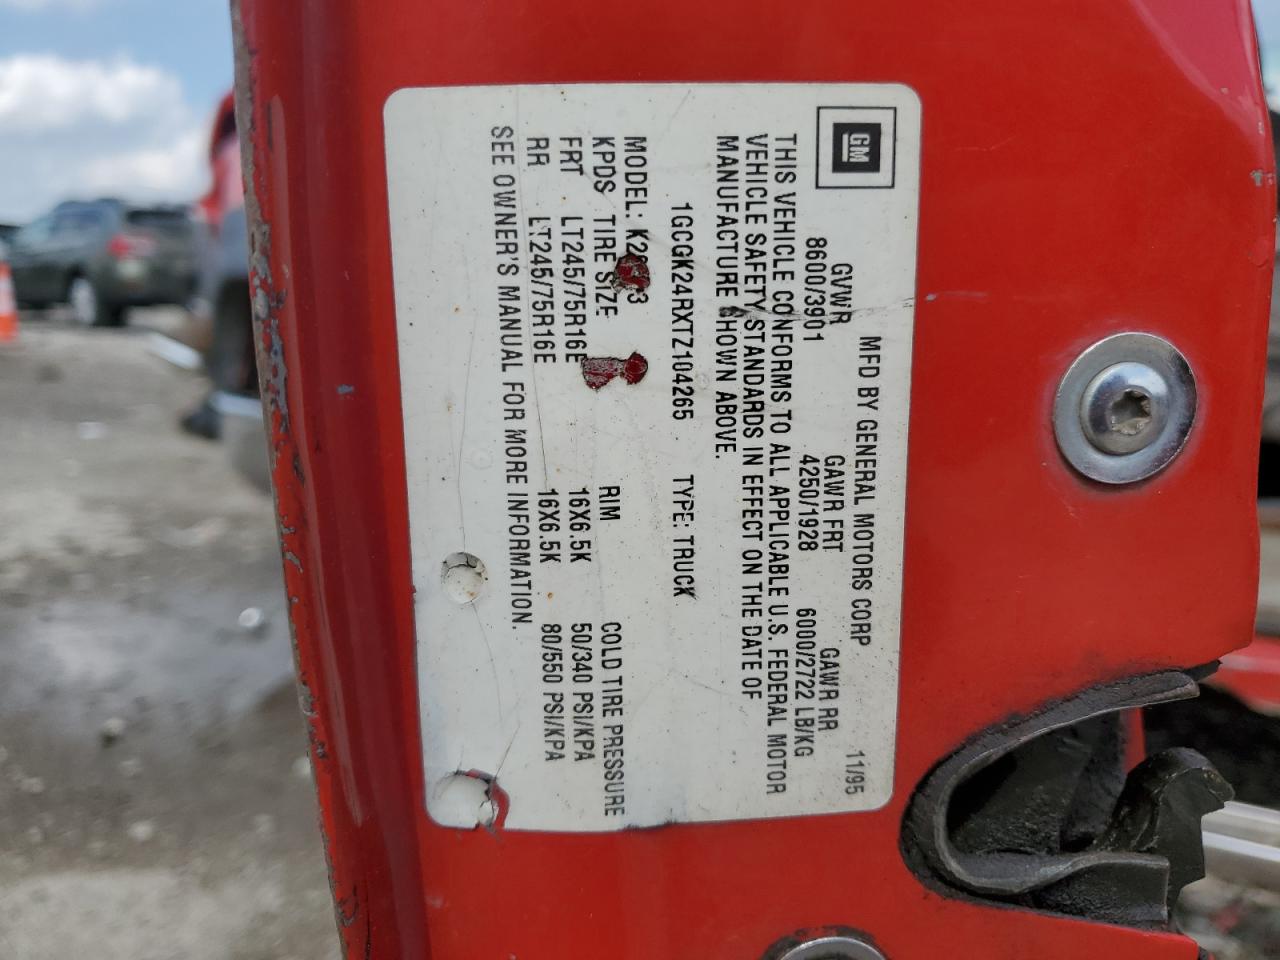 GM
MFD BY GENERAL MOTORS CORP 11/95
GVWR GAWR FRT GAWR RR
8600/3901 4250/1928 6000/2722 LB/KG
THIS VEHICLE CONFORMS TO ALL APPLICABLE U.S. FEDERAL MOTOR
VEHICLE SAFETY STANDARDS IN EFFECT ON THE DATE OF
MANUFACTURE SHOWN ABOVE.
1GCGK24RXTZ104265 TYPE: TRUCK
MODEL:
KPDS TIRE SIZE RIM COLD TIRE PRESSURE
FRT LT245/75R16E 16X6.5K 50/340 PSI/KPA
RR LT245/75R16E 16X6.5K 80/550 PSI/KPA
SEE OWNER'S MANUAL FOR MORE INFORMATION.